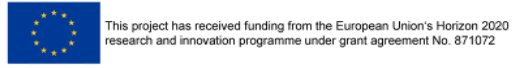 This project has received funding from the European Union's Horizon 2020
research and innovation programme under grant agreement No. 871072